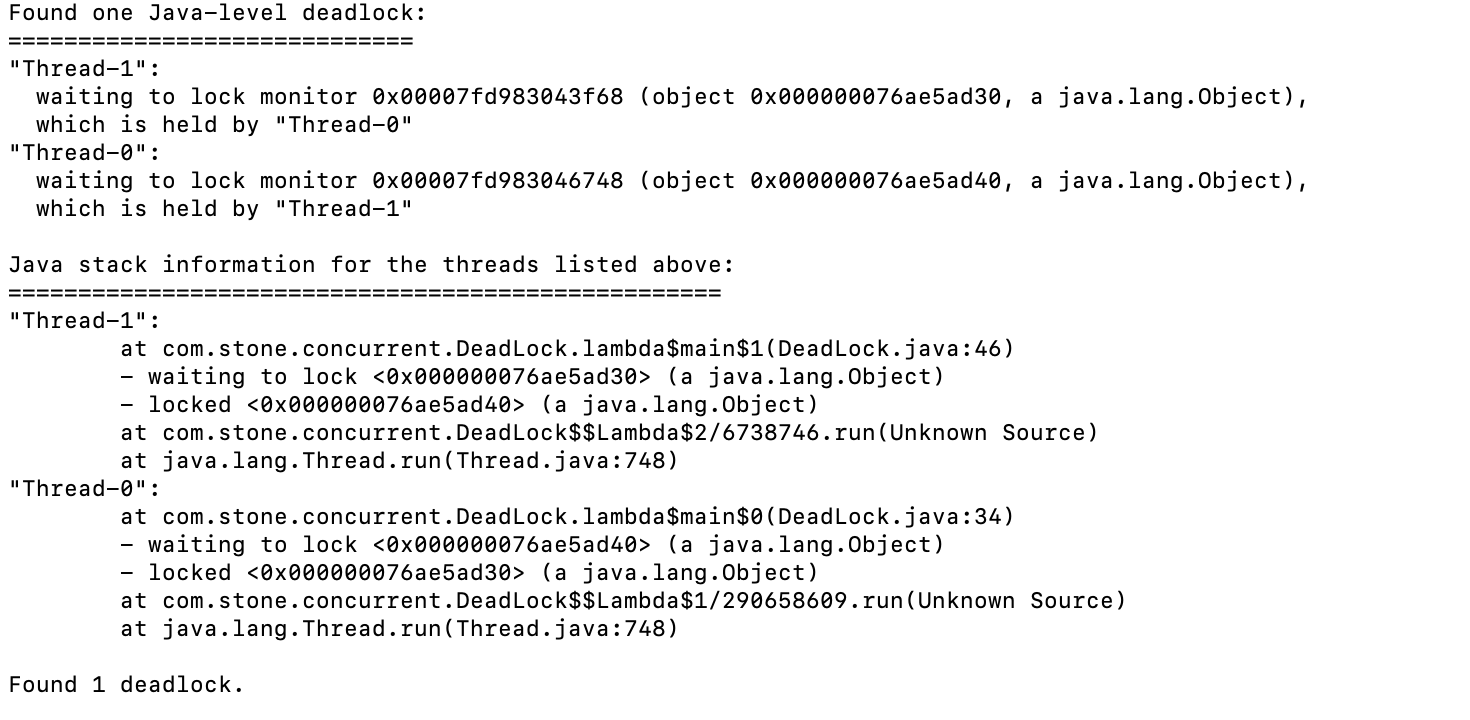 Found one Java-level deadlock:
=============================
"Thread-1":
  waiting to lock monitor 0x00007fd983043f68 (object 0x000000076ae5ad30, a java.lang.Object),
  which is held by "Thread-0"
"Thread-0":
  waiting to lock monitor 0x00007fd983046748 (object 0x000000076ae5ad40, a java.lang.Object),
  which is held by "Thread-1"

Java stack information for the threads listed above:
===================================================
"Thread-1":
        at com.stone.concurrent.DeadLock.lambda$main$1(DeadLock.java:46)
        - waiting to lock <0x000000076ae5ad30> (a java.lang.Object)
        - locked <0x000000076ae5ad40> (a java.lang.Object)
        at com.stone.concurrent.DeadLock$$Lambda$2/6738746.run(Unknown Source)
        at java.lang.Thread.run(Thread.java:748)
"Thread-0":
        at com.stone.concurrent.DeadLock.lambda$main$0(DeadLock.java:34)
        - waiting to lock <0x000000076ae5ad40> (a java.lang.Object)
        - locked <0x000000076ae5ad30> (a java.lang.Object)
        at com.stone.concurrent.DeadLock$$Lambda$1/290658609.run(Unknown Source)
        at java.lang.Thread.run(Thread.java:748)

Found 1 deadlock.